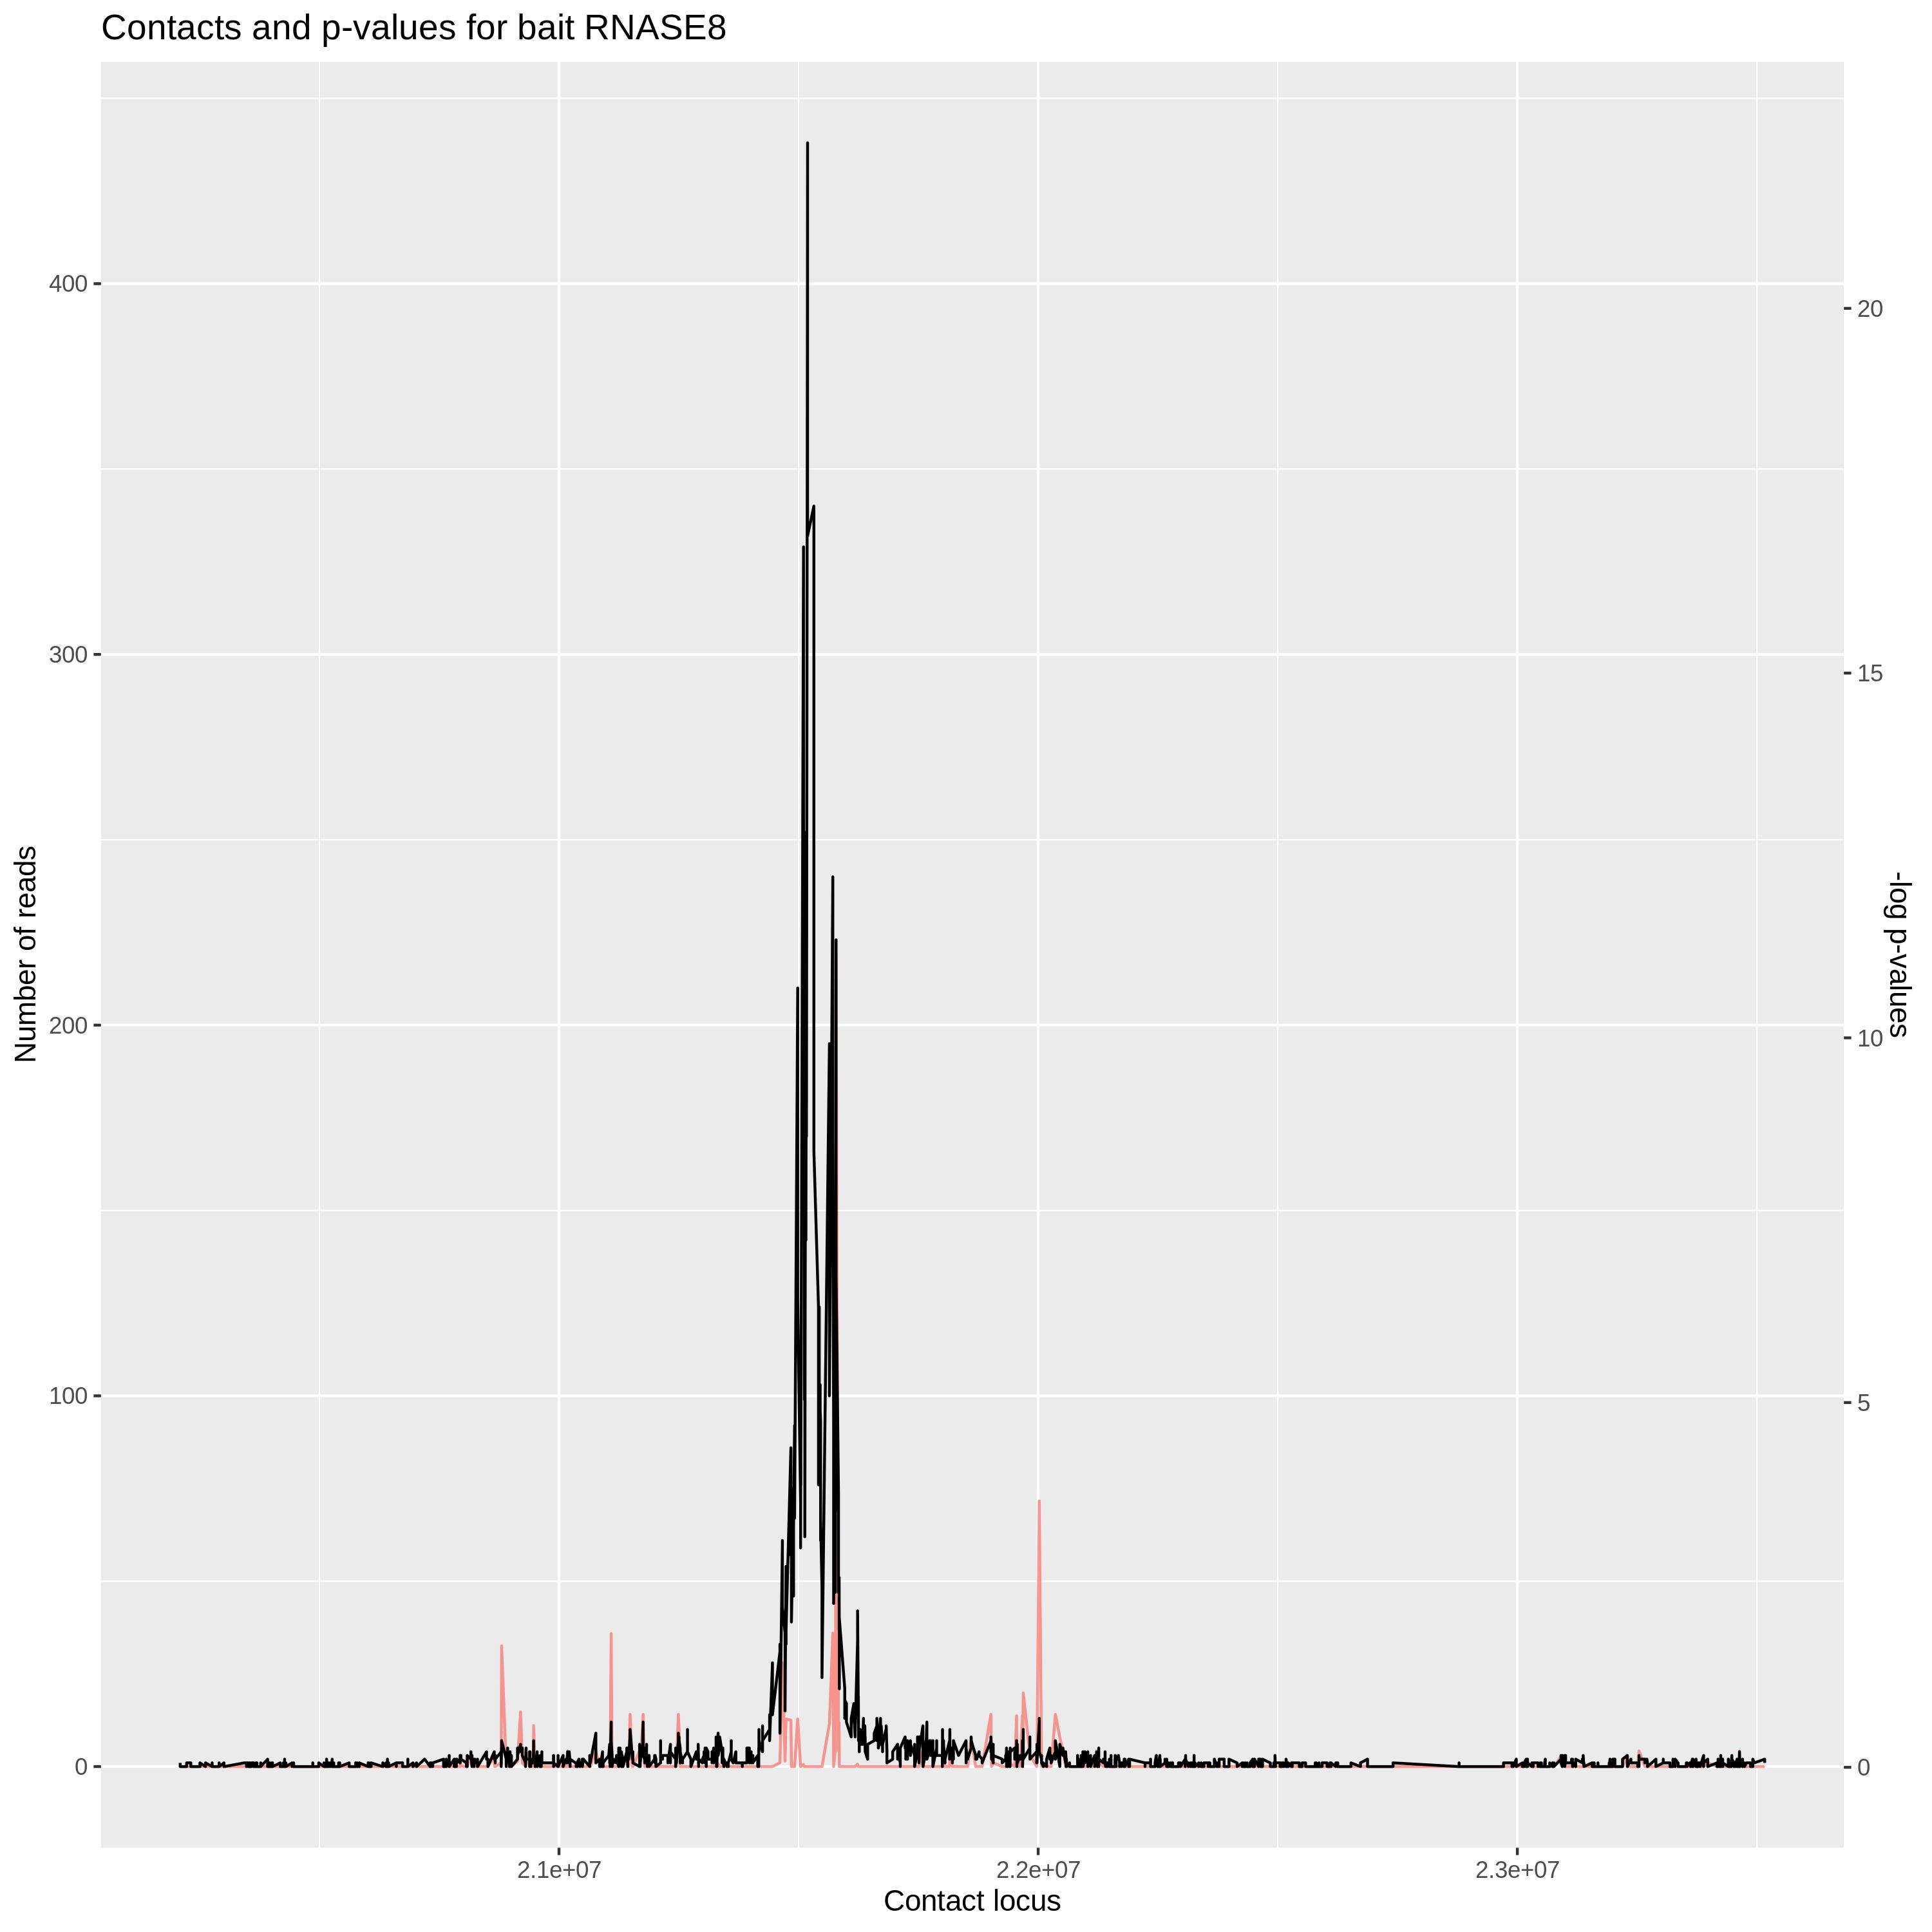 Contacts and p-values for bait RNASE8
400
300
200
100
0
Number of reads
20
15
10
5
0
-log p-values
2.1e+07
2.2e+07
2.3e+07
Contact locus